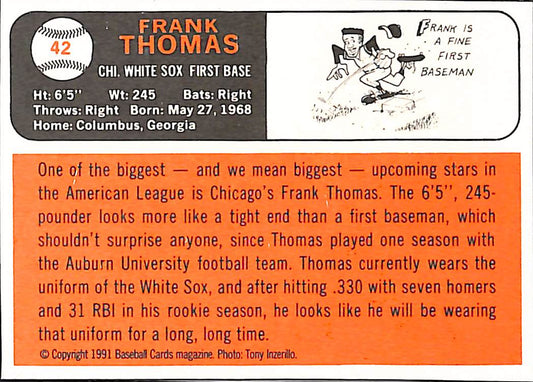 42
FRANK
THOMAS
CHI. WHITE SOX FIRST BASE
Ht: 6'5" Wt: 245 Bats: Right
Throws: Right Born: May 27, 1968
Home: Columbus, Georgia
FRANK IS
A FINE
FIRST
BASEMAN
One of the biggest — and we mean biggest — upcoming stars in
the American League is Chicago's Frank Thomas. The 6'5", 245-
pounder looks more like a tight end than a first baseman, which
shouldn't surprise anyone, since Thomas played one season with
the Auburn University football team. Thomas currently wears the
uniform of the White Sox, and after hitting .330 with seven homers
and 31 RBI in his rookie season, he looks like he will be wearing
that uniform for a long, long time.
© Copyright 1991 Baseball Cards magazine. Photo: Tony Inzerillo.